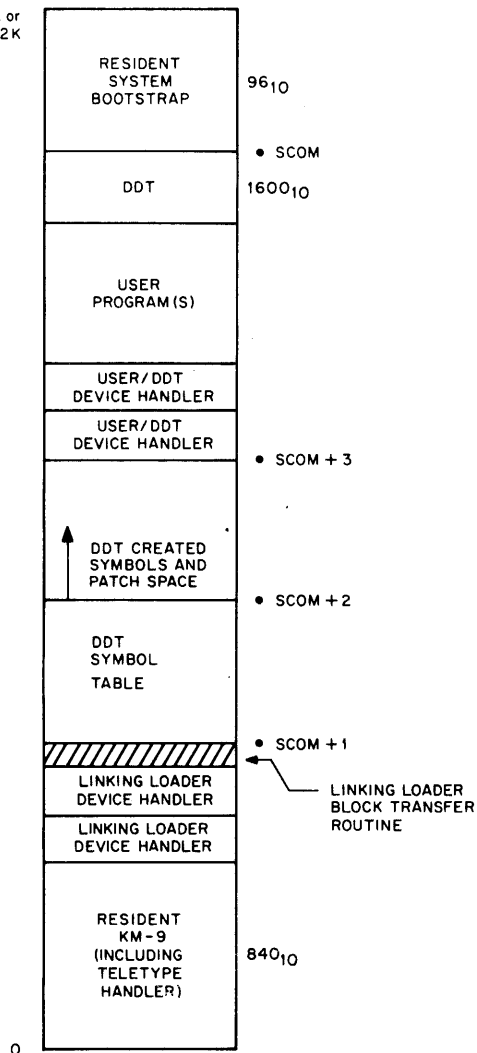 or
2K
RESIDENT
SYSTEM
BOOTSTRAP
96₁₀
• SCOM
DDT
1600₁₀
USER
PROGRAM(S)
USER/DDT
DEVICE HANDLER
USER/DDT
DEVICE HANDLER
• SCOM + 3
DDT CREATED
SYMBOLS AND
PATCH SPACE
• SCOM + 2
DDT
SYMBOL
TABLE
• SCOM + 1
LINKING LOADER
DEVICE HANDLER
LINKING LOADER
BLOCK TRANSFER
ROUTINE
LINKING LOADER
DEVICE HANDLER
RESIDENT
KM-9
(INCLUDING
TELETYPE
HANDLER)
840₁₀
0